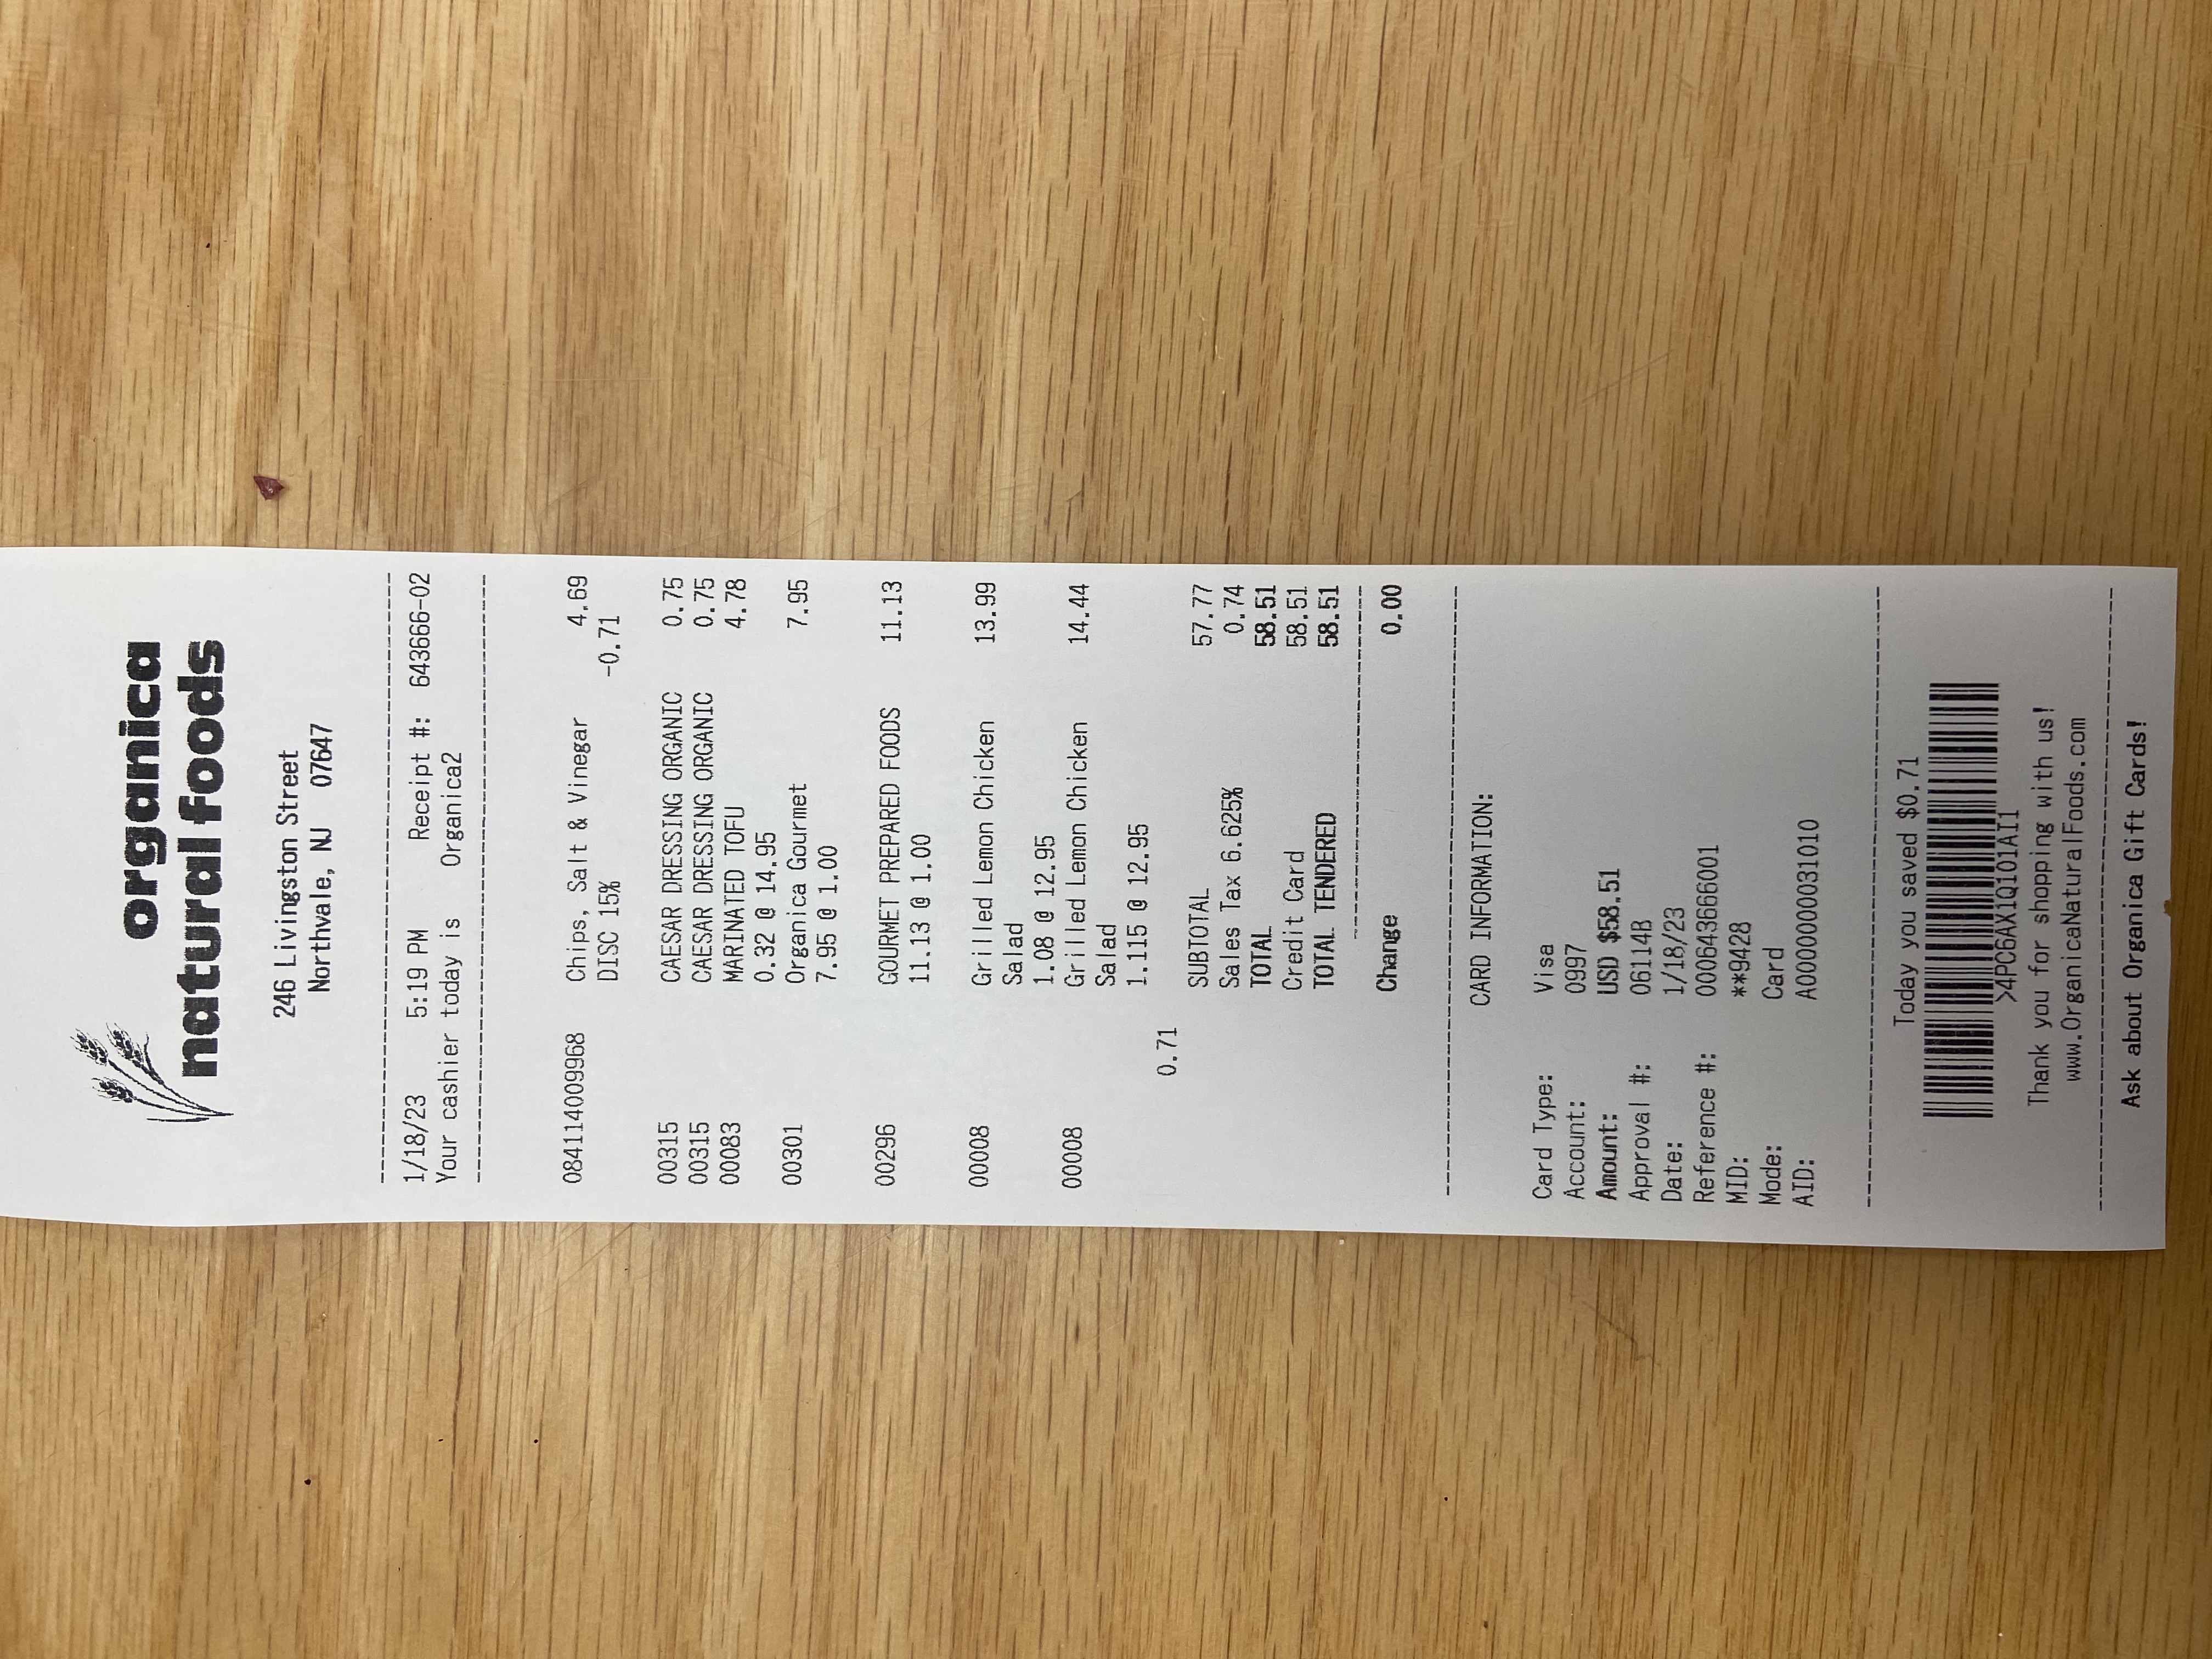 organica
natural foods
246 Livingston Street
Northvale, NJ 07647
1/18/23 5:19 PM Receipt #: 643666-02
Your cashier today is Organica2
084114009968 Chips, Salt & Vinegar 4.69
DISC 15% -0.71
00315 CAESAR DRESSING ORGANIC 0.75
00315 CAESAR DRESSING ORGANIC 0.75
00083 MARINATED TOFU 4.78
0.32 @ 14.95
00301 Organica Gourmet 7.95
7.95 @ 1.00
00296 GOURMET PREPARED FOODS 11.13
11.13 @ 1.00
00008 Grilled Lemon Chicken 13.99
Salad
1.08 @ 12.95
00008 Grilled Lemon Chicken 14.44
Salad
1.115 @ 12.95
0.71
SUBTOTAL 57.77
Sales Tax 6.625% 0.74
TOTAL 58.51
Credit Card 58.51
TOTAL TENDERED 58.51
Change 0.00
CARD INFORMATION:
Card Type: Visa
Account: 0997
Amount: USD $58.51
Approval #: 06114B
Date: 1/18/23
Reference #: 000643666001
MID: **9428
Mode: Card
AID: A0000000031010
Today you saved $0.71
>4PC6AX1Q101AI1
Thank you for shopping with us!
www.OrganicaNaturalFoods.com
Ask about Organica Gift Cards!